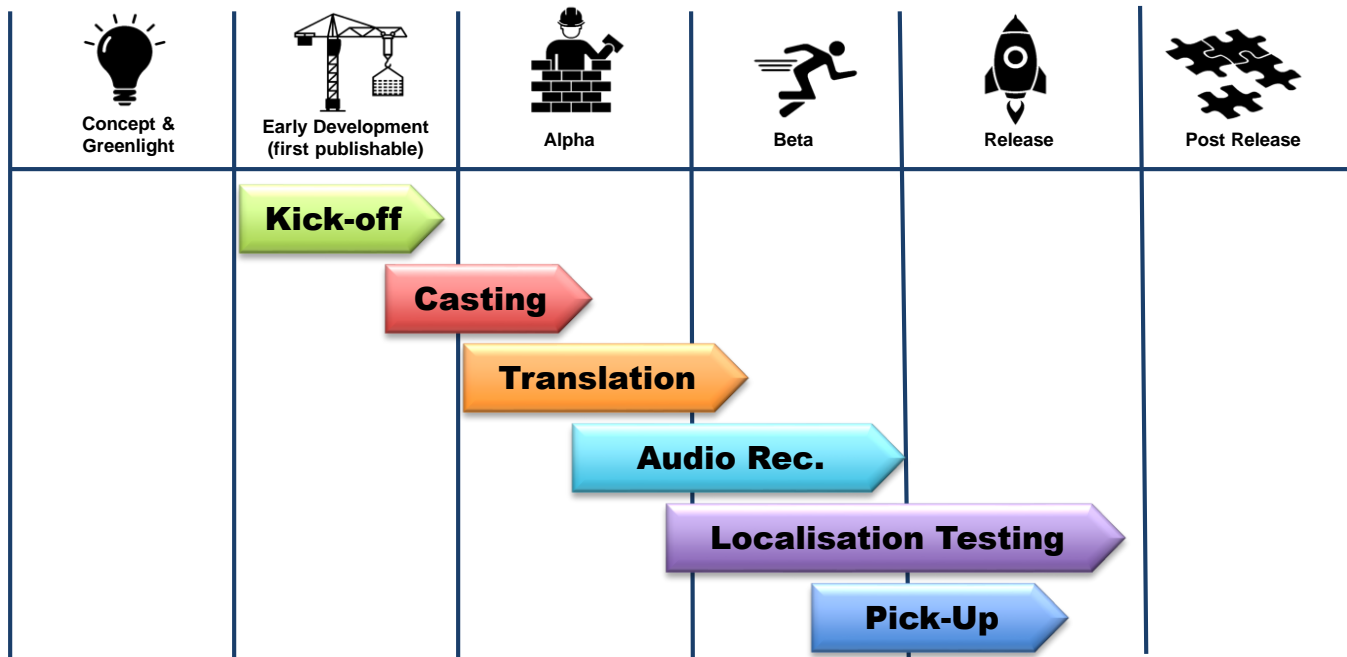 Concept &
Greenlight
Early Development
(first publishable)
Alpha
Beta
Release
Post Release
Kick-off
Casting
Translation
Audio Rec.
Localisation Testing
Pick-Up